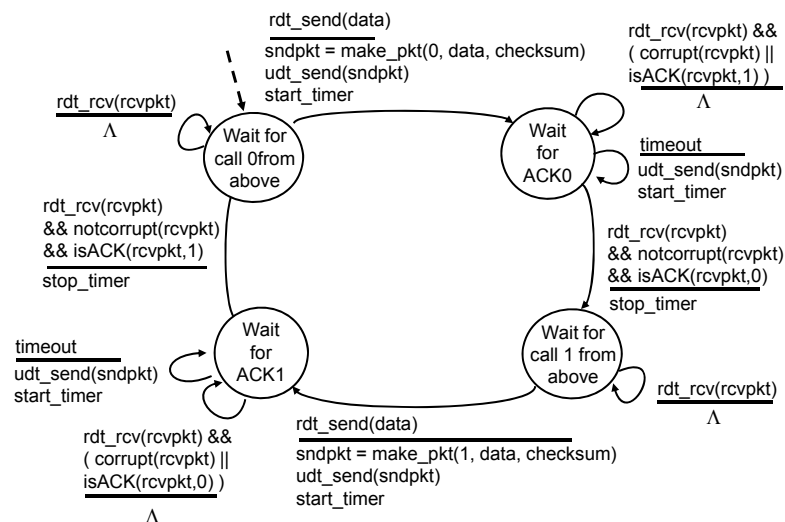 rdt_send(data)
sndpkt = make_pkt(0, data, checksum)
udt_send(sndpkt)
start_timer
rdt_rcv(rcvpkt) &&
( corrupt(rcvpkt) ||
isACK(rcvpkt,1) )
Λ
rdt_rcv(rcvpkt)
Λ
Wait for
call 0from
above
Wait
for
ACK0
timeout
udt_send(sndpkt)
start_timer
rdt_rcv(rcvpkt)
&& notcorrupt(rcvpkt)
&& isACK(rcvpkt,1)
stop_timer
rdt_rcv(rcvpkt)
&& notcorrupt(rcvpkt)
&& isACK(rcvpkt,0)
stop_timer
Wait
for
ACK1
Wait for
call 1 from
above
timeout
udt_send(sndpkt)
start_timer
rdt_rcv(rcvpkt)
Λ
rdt_send(data)
sndpkt = make_pkt(1, data, checksum)
udt_send(sndpkt)
start_timer
rdt_rcv(rcvpkt) &&
( corrupt(rcvpkt) ||
isACK(rcvpkt,0) )
Λ